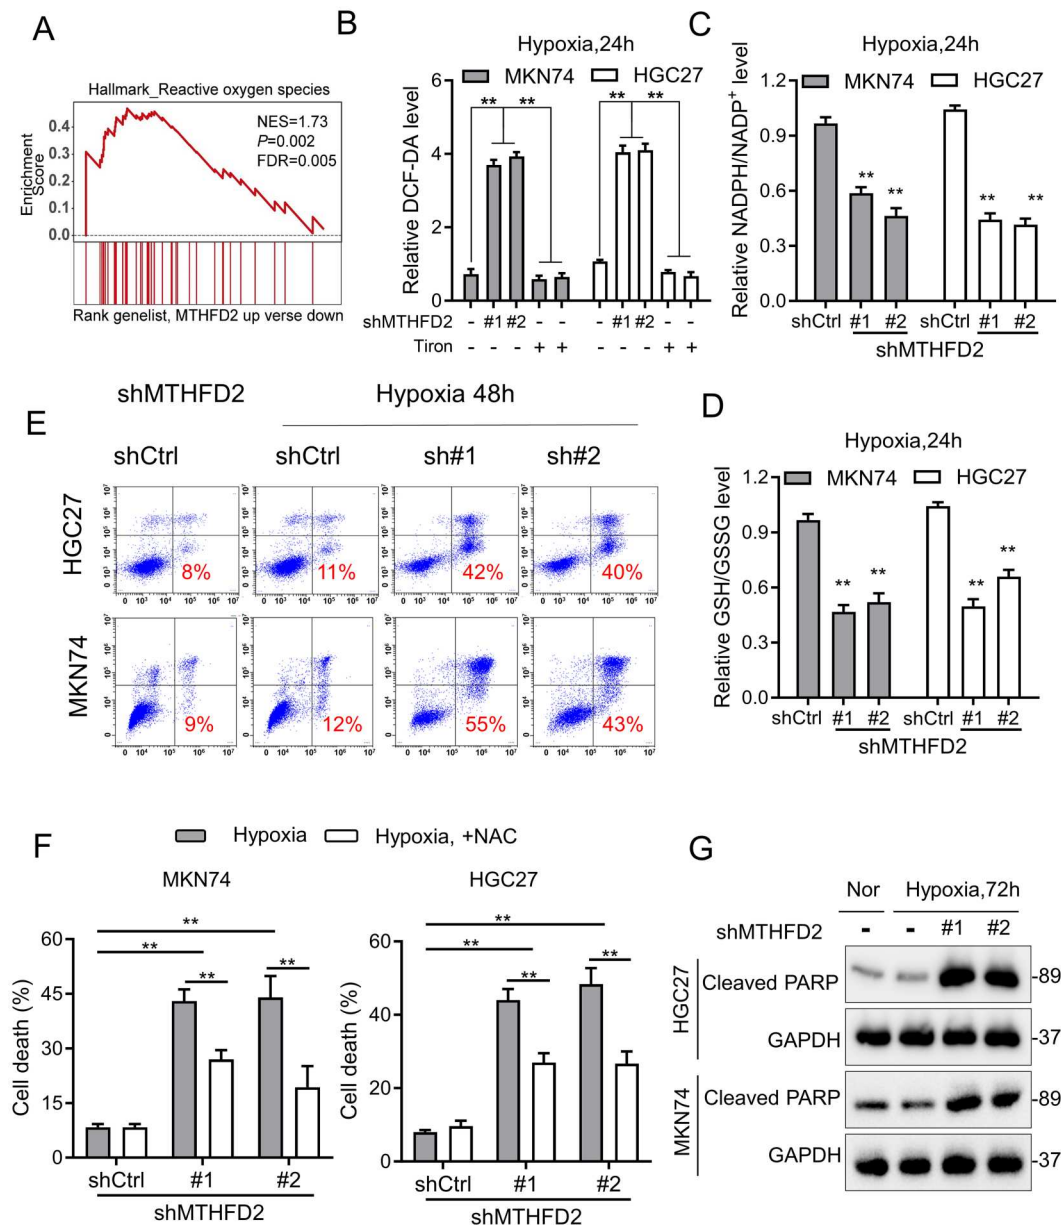 A
Hallmark_Reactive oxygen species
NES=1.73
P=0.002
FDR=0.005
Enrichment
Score
0.4
0.3
0.2
0.1
0.0
Rank genelist, MTHFD2 up verse down
B
Hypoxia,24h
MKN74 HGC27
Relative DCF-DA level
6
4
2
0
** ** ** **
shMTHFD2 - #1 #2 - - - #1 #2 - -
Tiron - - - + + - - - + +
C
Hypoxia,24h
MKN74 HGC27
Relative NADPH/NADP+ level
1.2
0.9
0.6
0.3
0.0
** ** ** **
shCtrl #1 #2 shCtrl #1 #2
shMTHFD2
D
Hypoxia,24h
MKN74 HGC27
Relative GSH/GSSG level
1.2
0.9
0.6
0.3
0.0
** ** ** **
shCtrl #1 #2 shCtrl #1 #2
shMTHFD2
E
shMTHFD2 Hypoxia 48h
shCtrl shCtrl sh#1 sh#2
HGC27
8% 11% 42% 40%
MKN74
9% 12% 55% 43%
F
Hypoxia Hypoxia, +NAC
MKN74
Cell death (%)
60
45
30
15
0
**
**
** **
shCtrl #1 #2
shMTHFD2
HGC27
Cell death (%)
60
40
20
0
**
**
** **
shCtrl #1 #2
shMTHFD2
G
Nor Hypoxia,72h
shMTHFD2 - - #1 #2
HGC27
Cleaved PARP -89
GAPDH -37
MKN74
Cleaved PARP -89
GAPDH -37